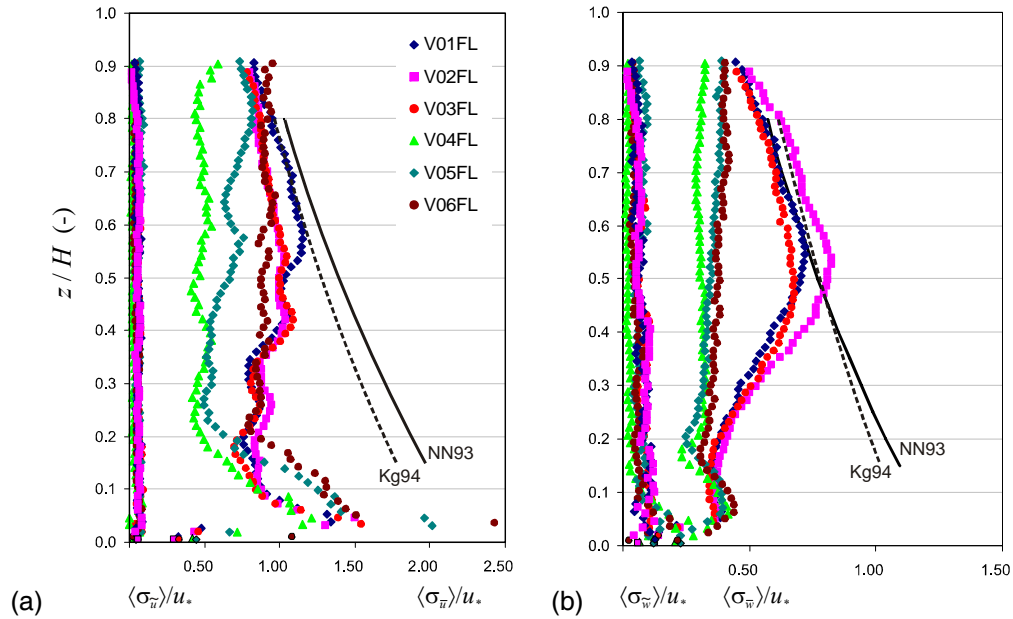 1.0
0.9
0.8
0.7
0.6
0.5
0.4
0.3
0.2
0.1
0.0
z / H (-)
V01FL
V02FL
V03FL
V04FL
V05FL
V06FL
NN93
Kg94
0.50 1.00 1.50 2.00 2.50
(a) ⟨σ_ũ⟩/u* ⟨σ_ū⟩/u*
1.0
0.9
0.8
0.7
0.6
0.5
0.4
0.3
0.2
0.1
0.0
NN93
Kg94
0.50 1.00 1.50
(b) ⟨σ_w̃⟩/u* ⟨σ_w̄⟩/u*